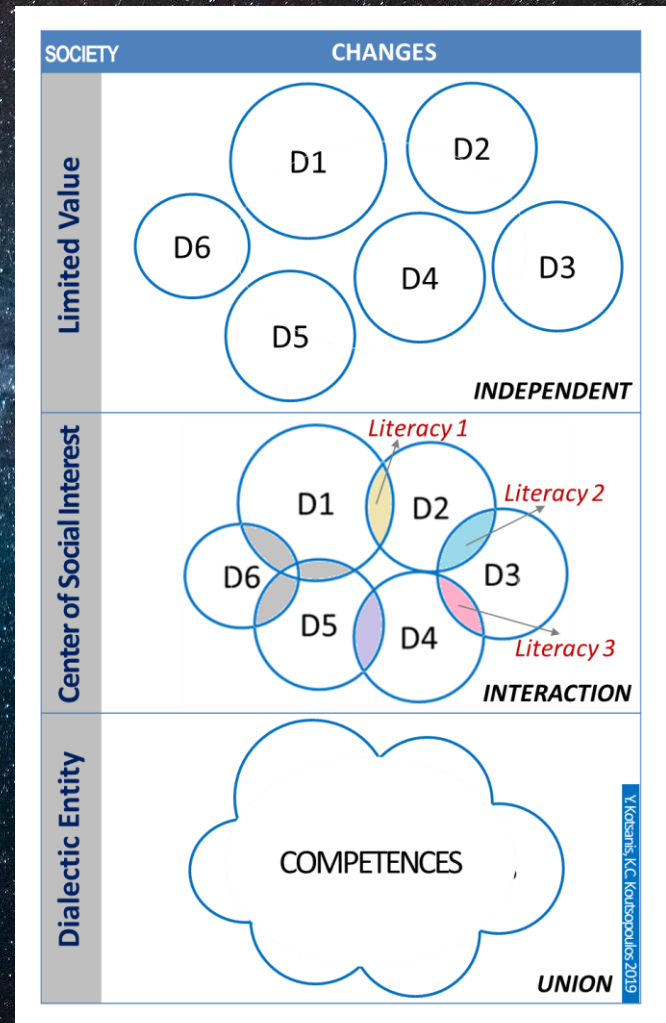 SOCIETY
CHANGES
Limited Value
D1
D2
D6
D4
D3
D5
INDEPENDENT
Center of Social Interest
Literacy 1
Literacy 2
D1
D2
D6
D3
D5
D4
Literacy 3
INTERACTION
Dialectic Entity
COMPETENCES
UNION
Y. Kotsanis, K.C. Koutsopoulos 2019